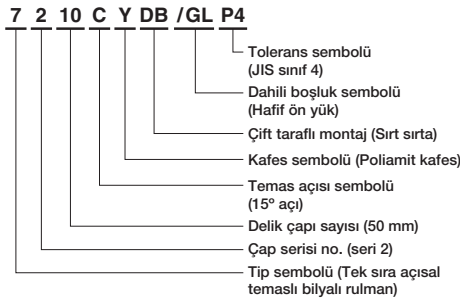 7 2 10 C Y DB /GL P4
Tolerans sembolü
(JIS sınıf 4)
Dahili boşluk sembolü
(Hafif ön yük)
Çift taraflı montaj (Sırt sırta)
Kafes sembolü (Poliamit kafes)
Temas açısı sembolü
(15º açı)
Delik çapı sayısı (50 mm)
Çap serisi no. (seri 2)
Tip sembolü (Tek sıra açısal
temaslı bilyalı rulman)